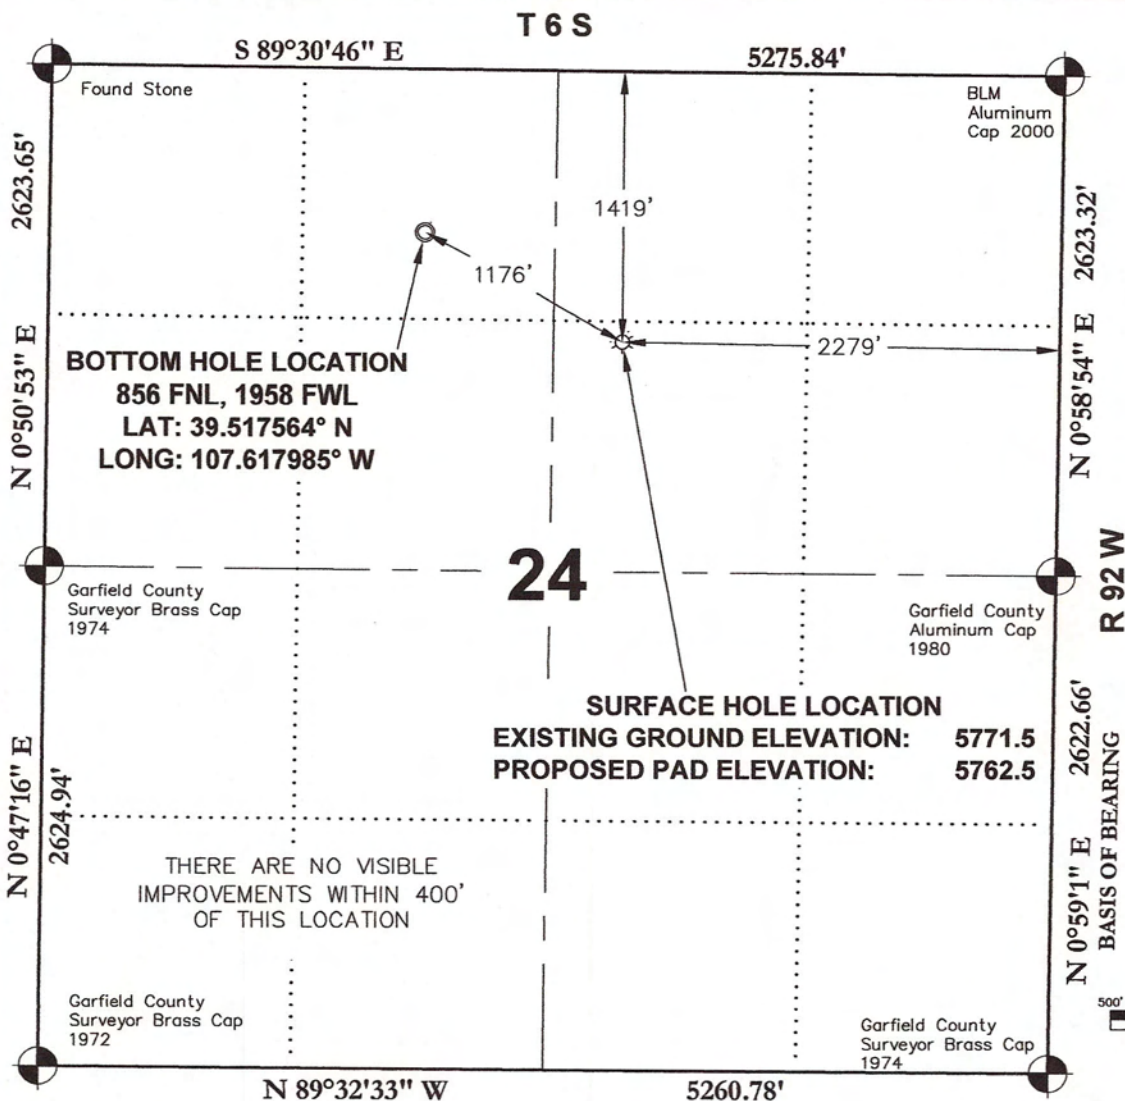 T 6 S
S 89°30'46" E
5275.84'
Found Stone
BLM
Aluminum
Cap 2000
2623.65'
1419'
2623.32'
1176'
2279'
N 0°50'53" E
BOTTOM HOLE LOCATION
856 FNL, 1958 FWL
LAT: 39.517564° N
LONG: 107.617985° W
N 0°58'54" E
24
R 92 W
Garfield County
Surveyor Brass Cap
1974
Garfield County
Aluminum Cap
1980
SURFACE HOLE LOCATION
EXISTING GROUND ELEVATION: 5771.5
PROPOSED PAD ELEVATION: 5762.5
2622.66'
N 0°47'16" E
2624.94'
BASIS OF BEARING
N 0°59'1" E
THERE ARE NO VISIBLE
IMPROVEMENTS WITHIN 400'
OF THIS LOCATION
Garfield County
Surveyor Brass Cap
1972
500'
Garfield County
Surveyor Brass Cap
1974
N 89°32'33" W
5260.78'